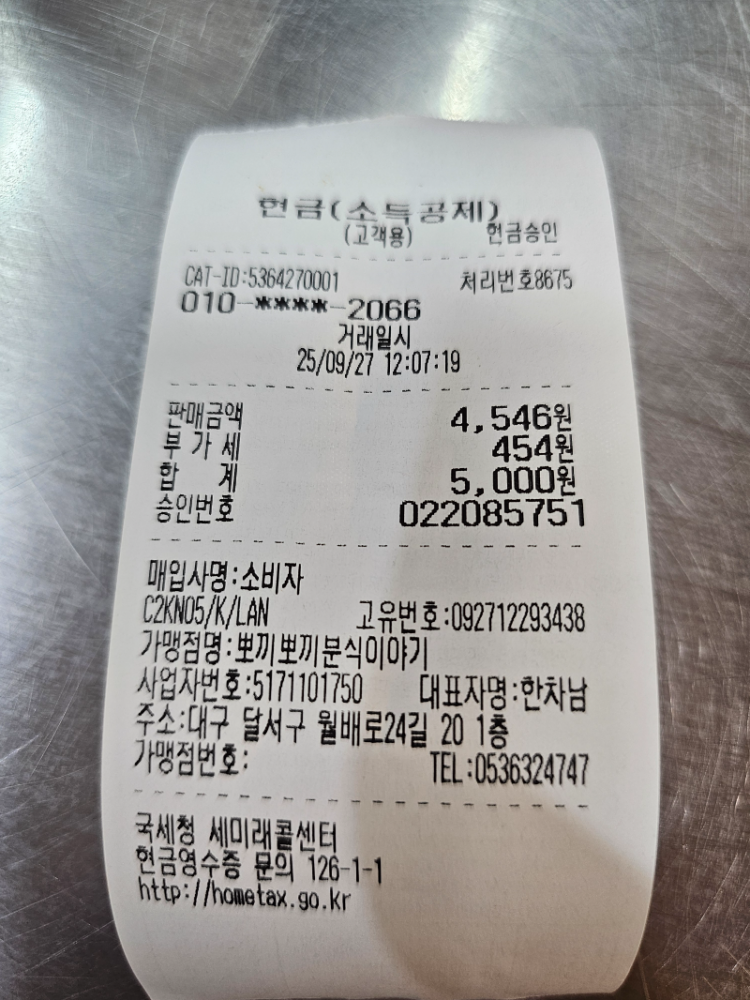 현금(소득공제)
(고객용) 현금승인
CAT-ID:5364270001 처리번호8675
010-****-2066
거래일시
25/09/27 12:07:19
판매금액 4,546원
부 가 세 454원
합 계 5,000원
승인번호 022085751
매입사명:소비자
C2KN05/K/LAN 고유번호:092712293438
가맹점명:뽀끼뽀끼분식이야기
사업자번호:5171101750 대표자명:한차남
주소:대구 달서구 월배로24길 20 1층
가맹점번호: TEL:0536324747
국세청 세미래콜센터
현금영수증 문의 126-1-1
http://hometax.go.kr